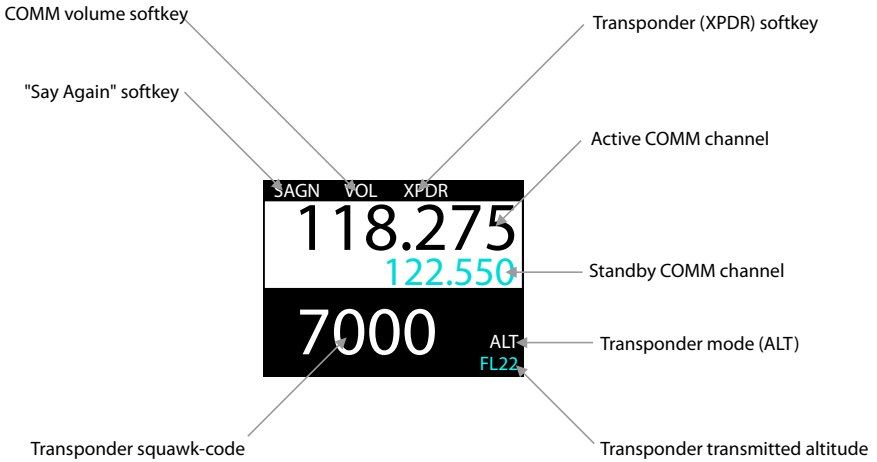 COMM volume softkey
Transponder (XPDR) softkey
"Say Again" softkey
Active COMM channel
SAGN VOL XPDR
118.275
122.550
Standby COMM channel
7000
ALT
Transponder mode (ALT)
FL22
Transponder squawk-code
Transponder transmitted altitude